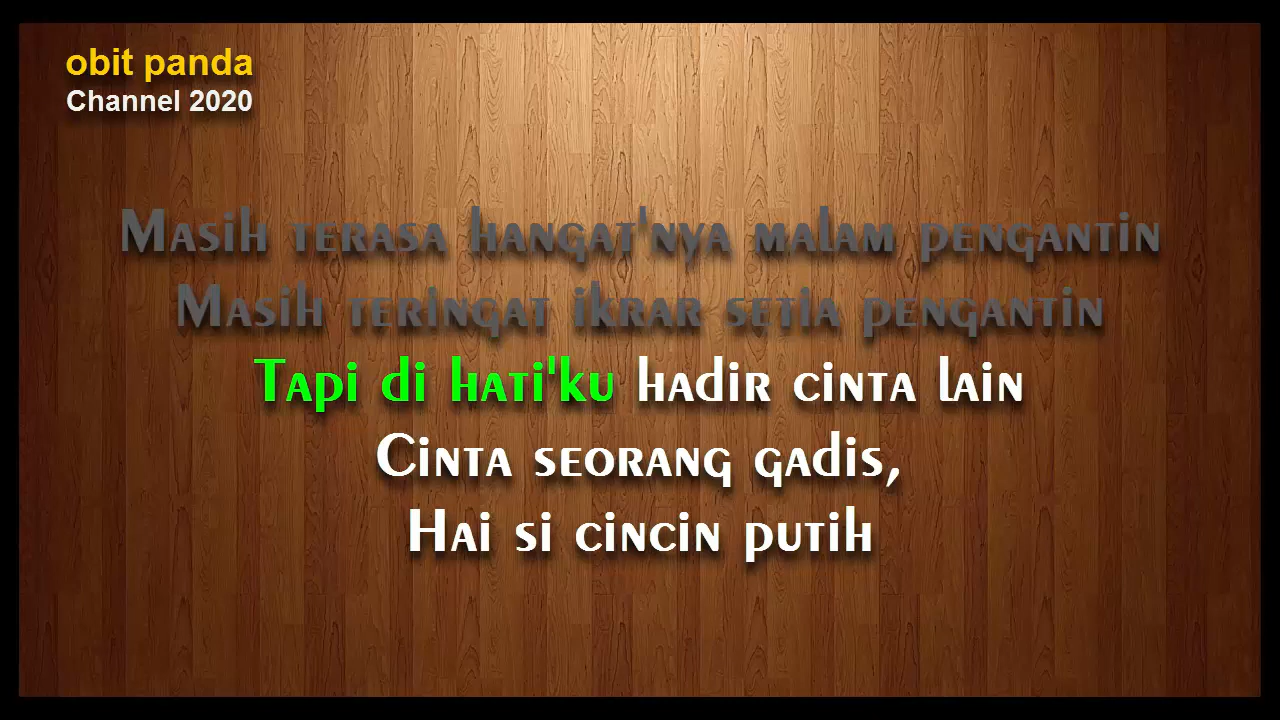 obit panda
Channel 2020
Masih terasa hangat'nya malam pengantin
Masih teringat ikrar setia pengantin
Tapi di hati'ku hadir cinta lain
Cinta seorang gadis,
Hai si cincin putih